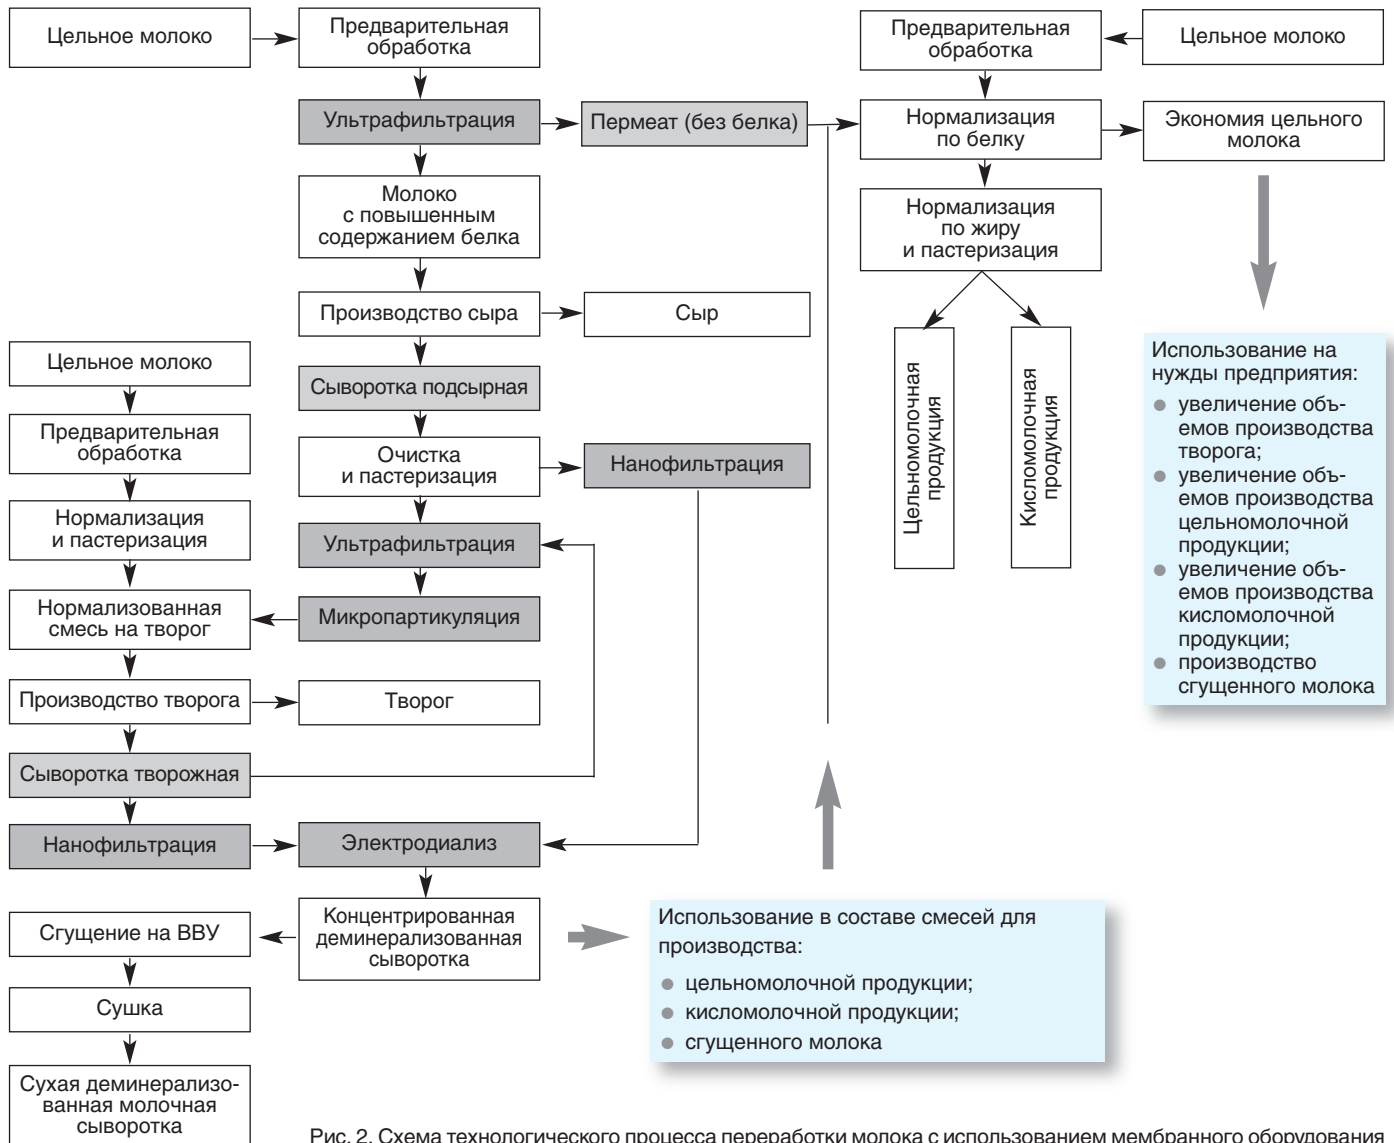 Цельное молоко
Предварительная
обработка
Ультрафильтрация
Пермеат (без белка)
Молоко
с повышенным
содержанием белка
Производство сыра
Сыр
Сыворотка подсырная
Очистка
и пастеризация
Нанофильтрация
Ультрафильтрация
Микропартикуляция
Цельное молоко
Предварительная
обработка
Нормализация
и пастеризация
Нормализованная
смесь на творог
Производство творога
Творог
Сыворотка творожная
Нанофильтрация
Электродиализ
Концентрированная
деминерализованная
сыворотка
Сгущение на ВВУ
Сушка
Сухая деминерализо-
ванная молочная
сыворотка
Предварительная
обработка
Цельное молоко
Нормализация
по белку
Экономия цельного
молока
Нормализация
по жиру
и пастеризация
Цельномолочная
продукция
Кисломолочная
продукция
Использование на
нужды предприятия:
● увеличение объ-
емов производства
творога;
● увеличение объ-
емов производства
цельномолочной
продукции;
● увеличение объ-
емов производства
кисломолочной
продукции;
● производство
сгущенного молока
Использование в составе смесей для
производства:
● цельномолочной продукции;
● кисломолочной продукции;
● сгущенного молока
Рис. 2. Схема технологического процесса переработки молока с использованием мембранного оборудования